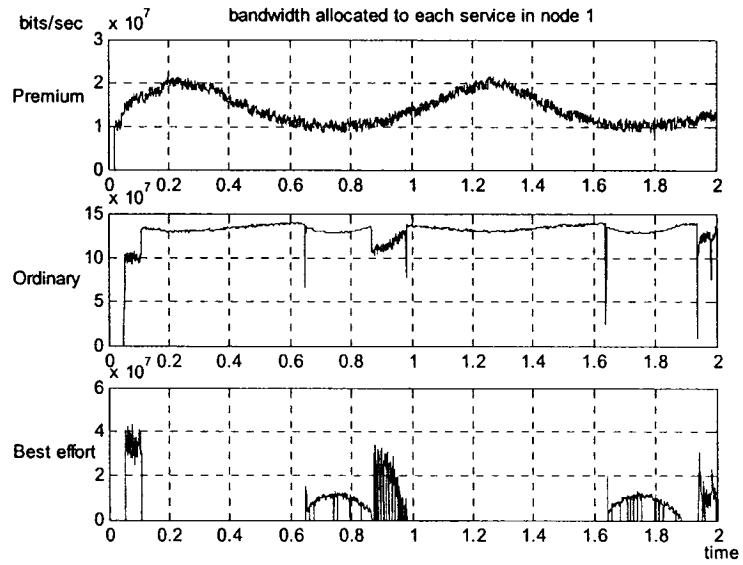 bits/sec
bandwidth allocated to each service in node 1
x 10^7
3
2
1
0
Premium
0 0.2 0.4 0.6 0.8 1 1.2 1.4 1.6 1.8 2
x 10^7
15
10
5
0
Ordinary
0 0.2 0.4 0.6 0.8 1 1.2 1.4 1.6 1.8 2
x 10^7
6
4
2
0
Best effort
0 0.2 0.4 0.6 0.8 1 1.2 1.4 1.6 1.8 2
time